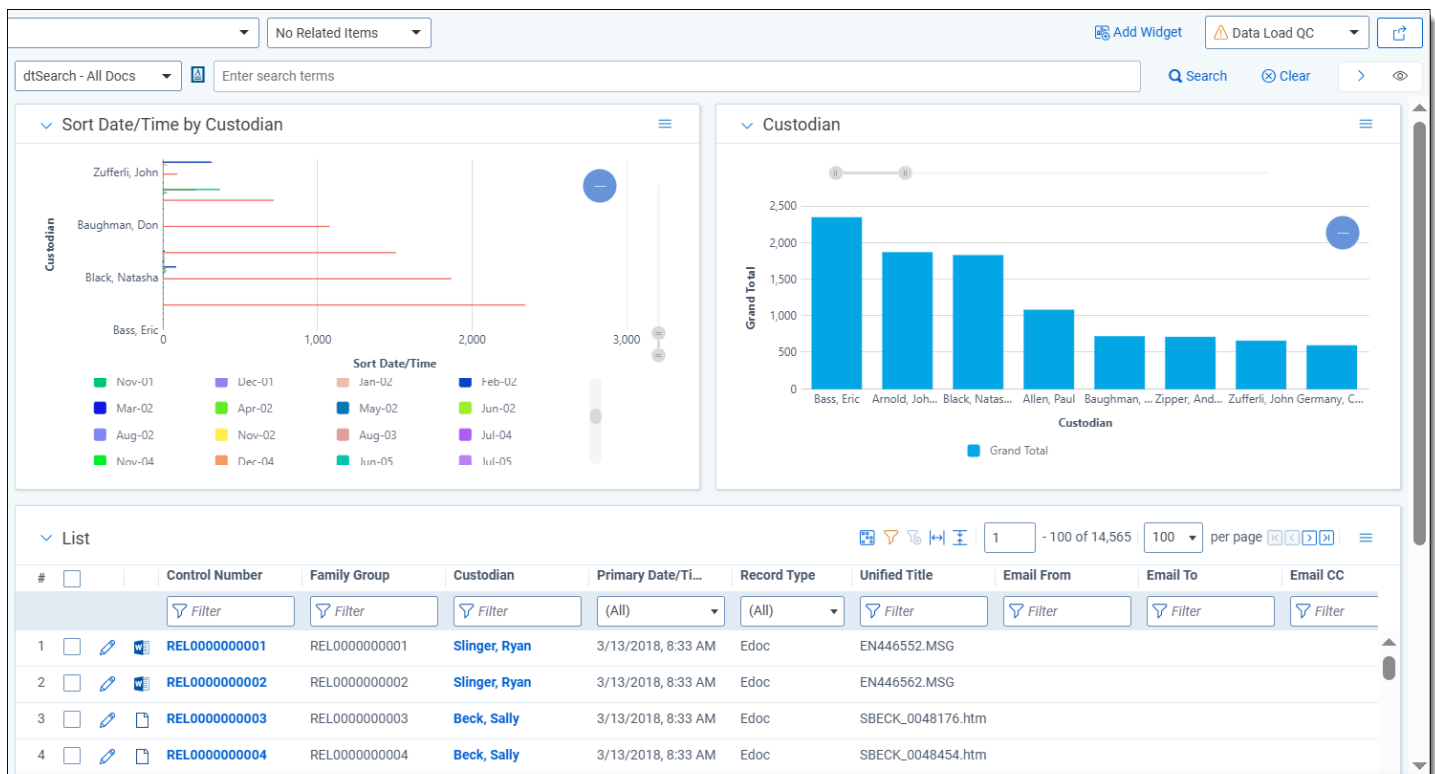 No Related Items
Add Widget
Data Load QC
dtSearch - All Docs
Enter search terms
Search
Clear
Sort Date/Time by Custodian
Custodian
Zufferli, John
Baughman, Don
Black, Natasha
Bass, Eric
0 1,000 2,000 3,000
Sort Date/Time
Nov-01 Dec-01 Jan-02 Feb-02
Mar-02 Apr-02 May-02 Jun-02
Aug-02 Nov-02 Aug-03 Jul-04
Nov-04 Dec-04 Jun-05 Jul-05
Custodian
Grand Total
2,500
2,000
1,500
1,000
500
0
Bass, Eric Arnold, Joh... Black, Natas... Allen, Paul Baughman, ... Zipper, And... Zufferli, John Germany, C...
Custodian
Grand Total
List
1 - 100 of 14,565 100 per page
# Control Number Family Group Custodian Primary Date/Ti... Record Type Unified Title Email From Email To Email CC
Filter Filter Filter (All) (All) Filter Filter Filter Filter
1 REL0000000001 REL0000000001 Slinger, Ryan 3/13/2018, 8:33 AM Edoc EN446552.MSG
2 REL0000000002 REL0000000002 Slinger, Ryan 3/13/2018, 8:33 AM Edoc EN446562.MSG
3 REL0000000003 REL0000000003 Beck, Sally 3/13/2018, 8:33 AM Edoc SBECK_0048176.htm
4 REL0000000004 REL0000000004 Beck, Sally 3/13/2018, 8:33 AM Edoc SBECK_0048454.htm